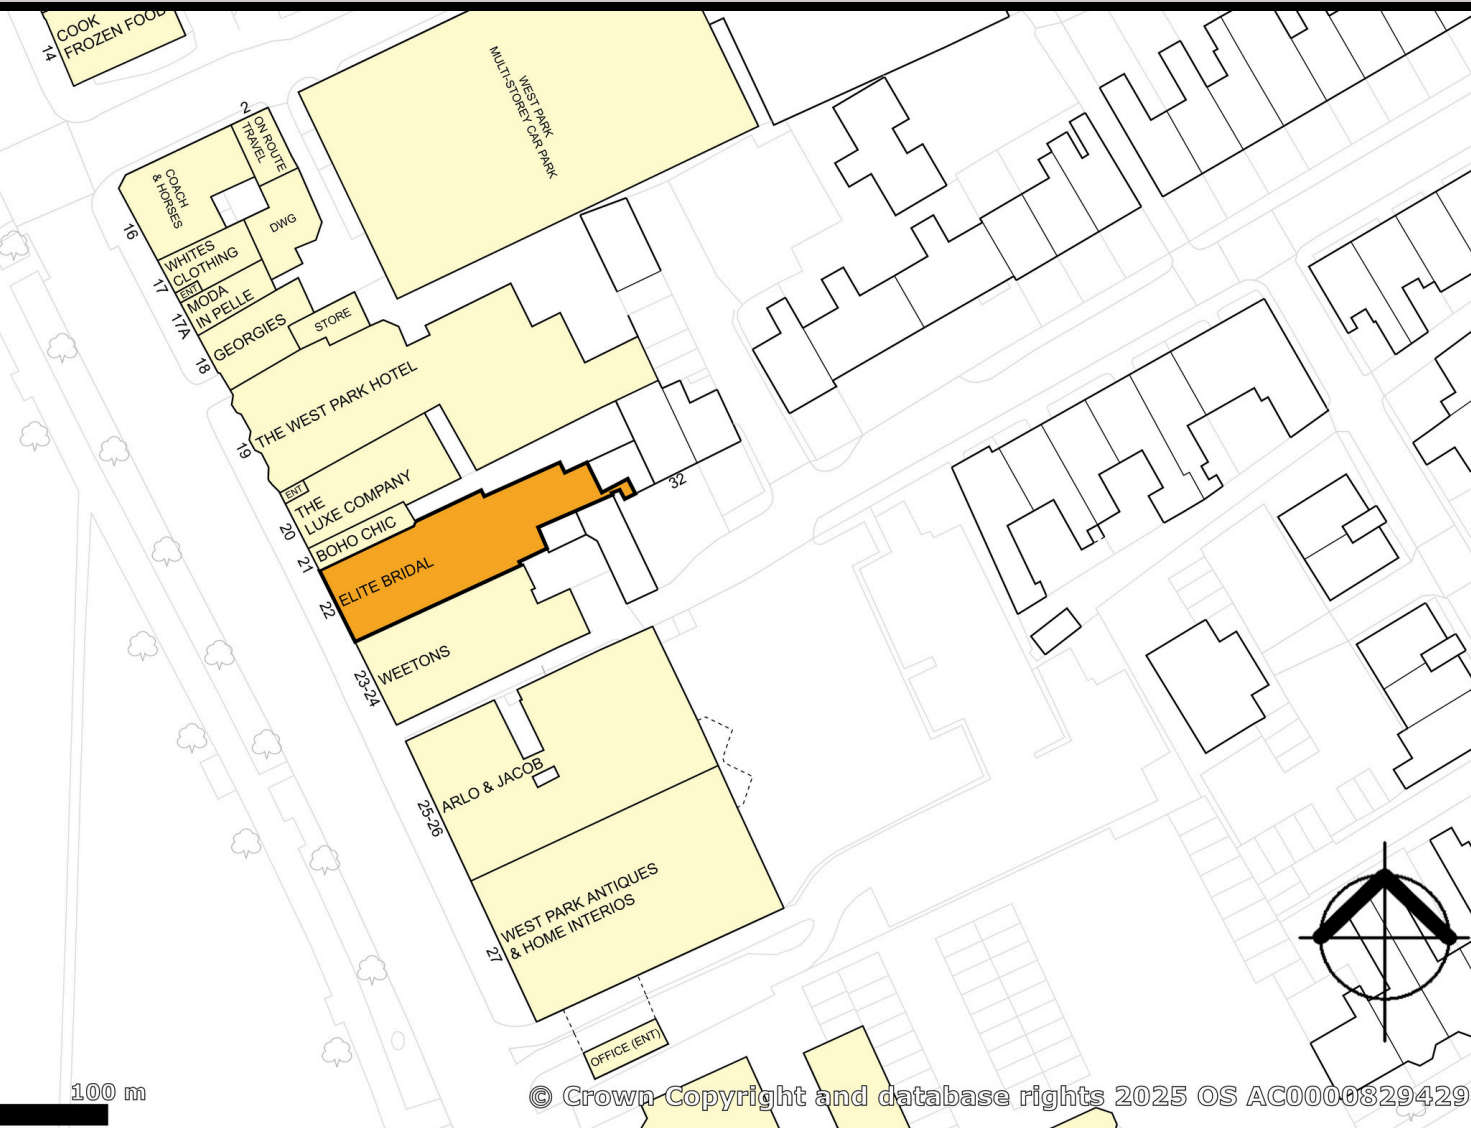 COOK
FROZEN FOOD
14
WEST PARK
MULTI-STOREY CAR PARK
2
ON ROUTE
TRAVEL
COACH
& HORSES
DWG
16
WHITES
CLOTHING
17
ENT
MODA
IN PELLE
17A
GEORGIES
STORE
18
THE WEST PARK HOTEL
19
ENT
THE
LUXE COMPANY
20
BOHO CHIC
21
32
ELITE BRIDAL
22
WEETONS
23-24
ARLO & JACOB
25-26
WEST PARK ANTIQUES
& HOME INTERIOS
27
OFFICE (ENT)
100 m
© Crown Copyright and database rights 2025 OS AC0000829429